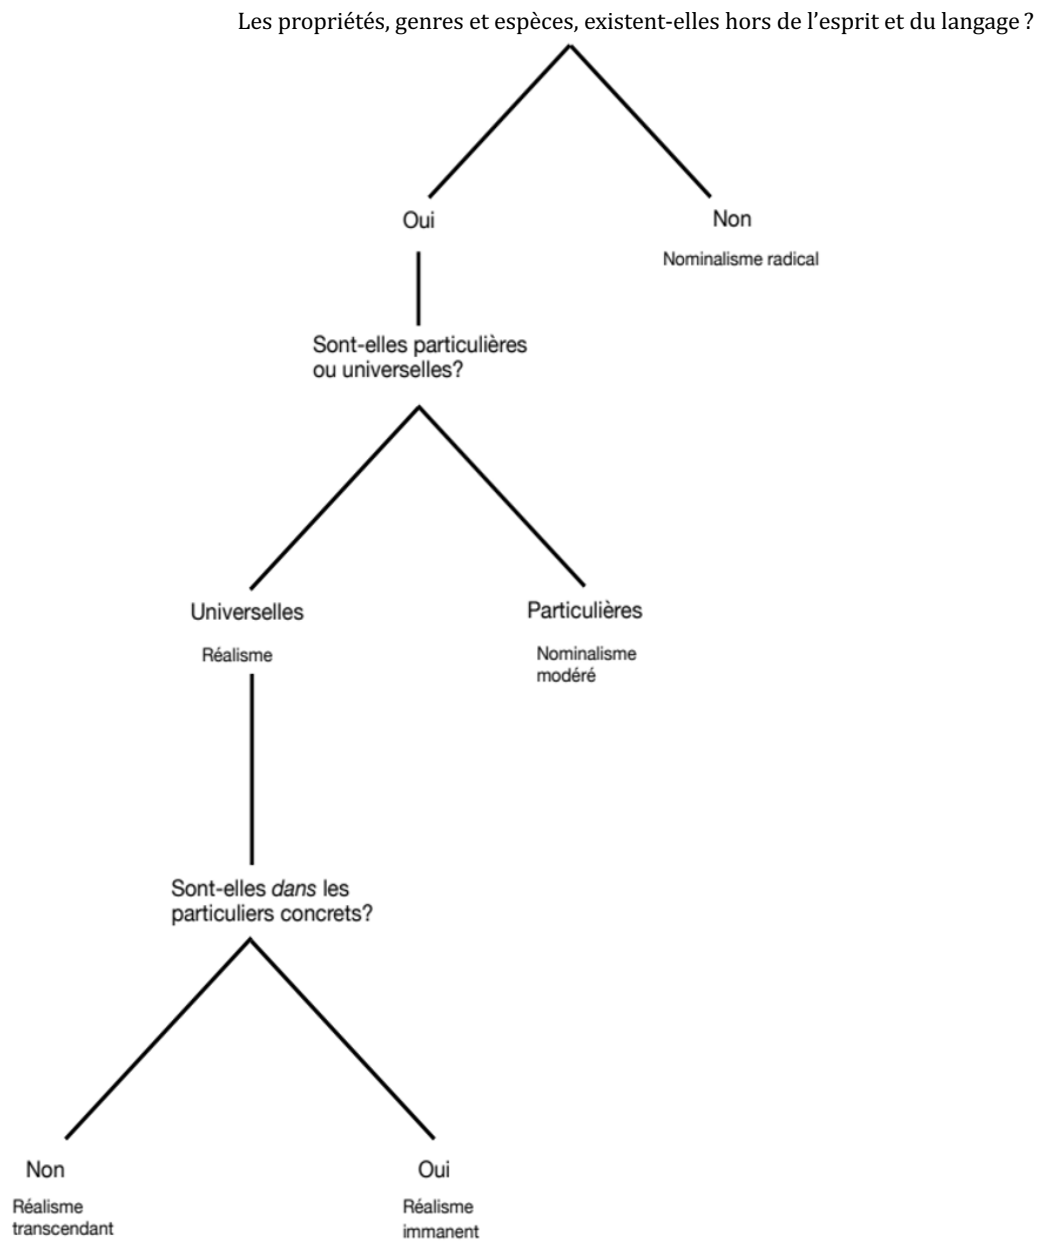 Les propriétés, genres et espèces, existent-elles hors de l’esprit et du langage ?
Oui
Non
Nominalisme radical
Sont-elles particulières
ou universelles?
Universelles
Particulières
Réalisme
Nominalisme
modéré
Sont-elles dans les
particuliers concrets?
Non
Oui
Réalisme
transcendant
Réalisme
immanent